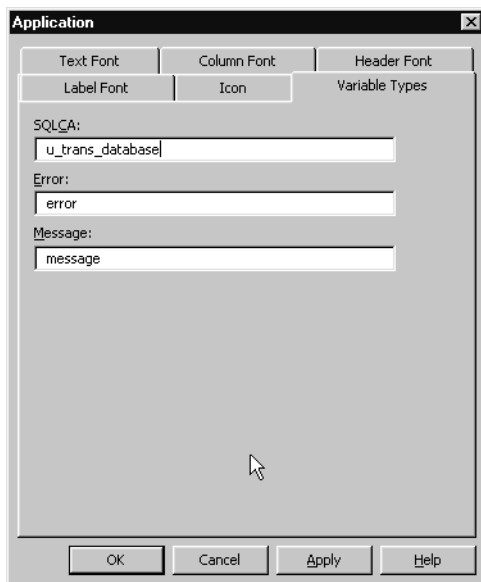 Application
Text Font Column Font Header Font
Label Font Icon Variable Types
SQLCA:
u_trans_database
Error:
error
Message:
message
OK Cancel Apply Help